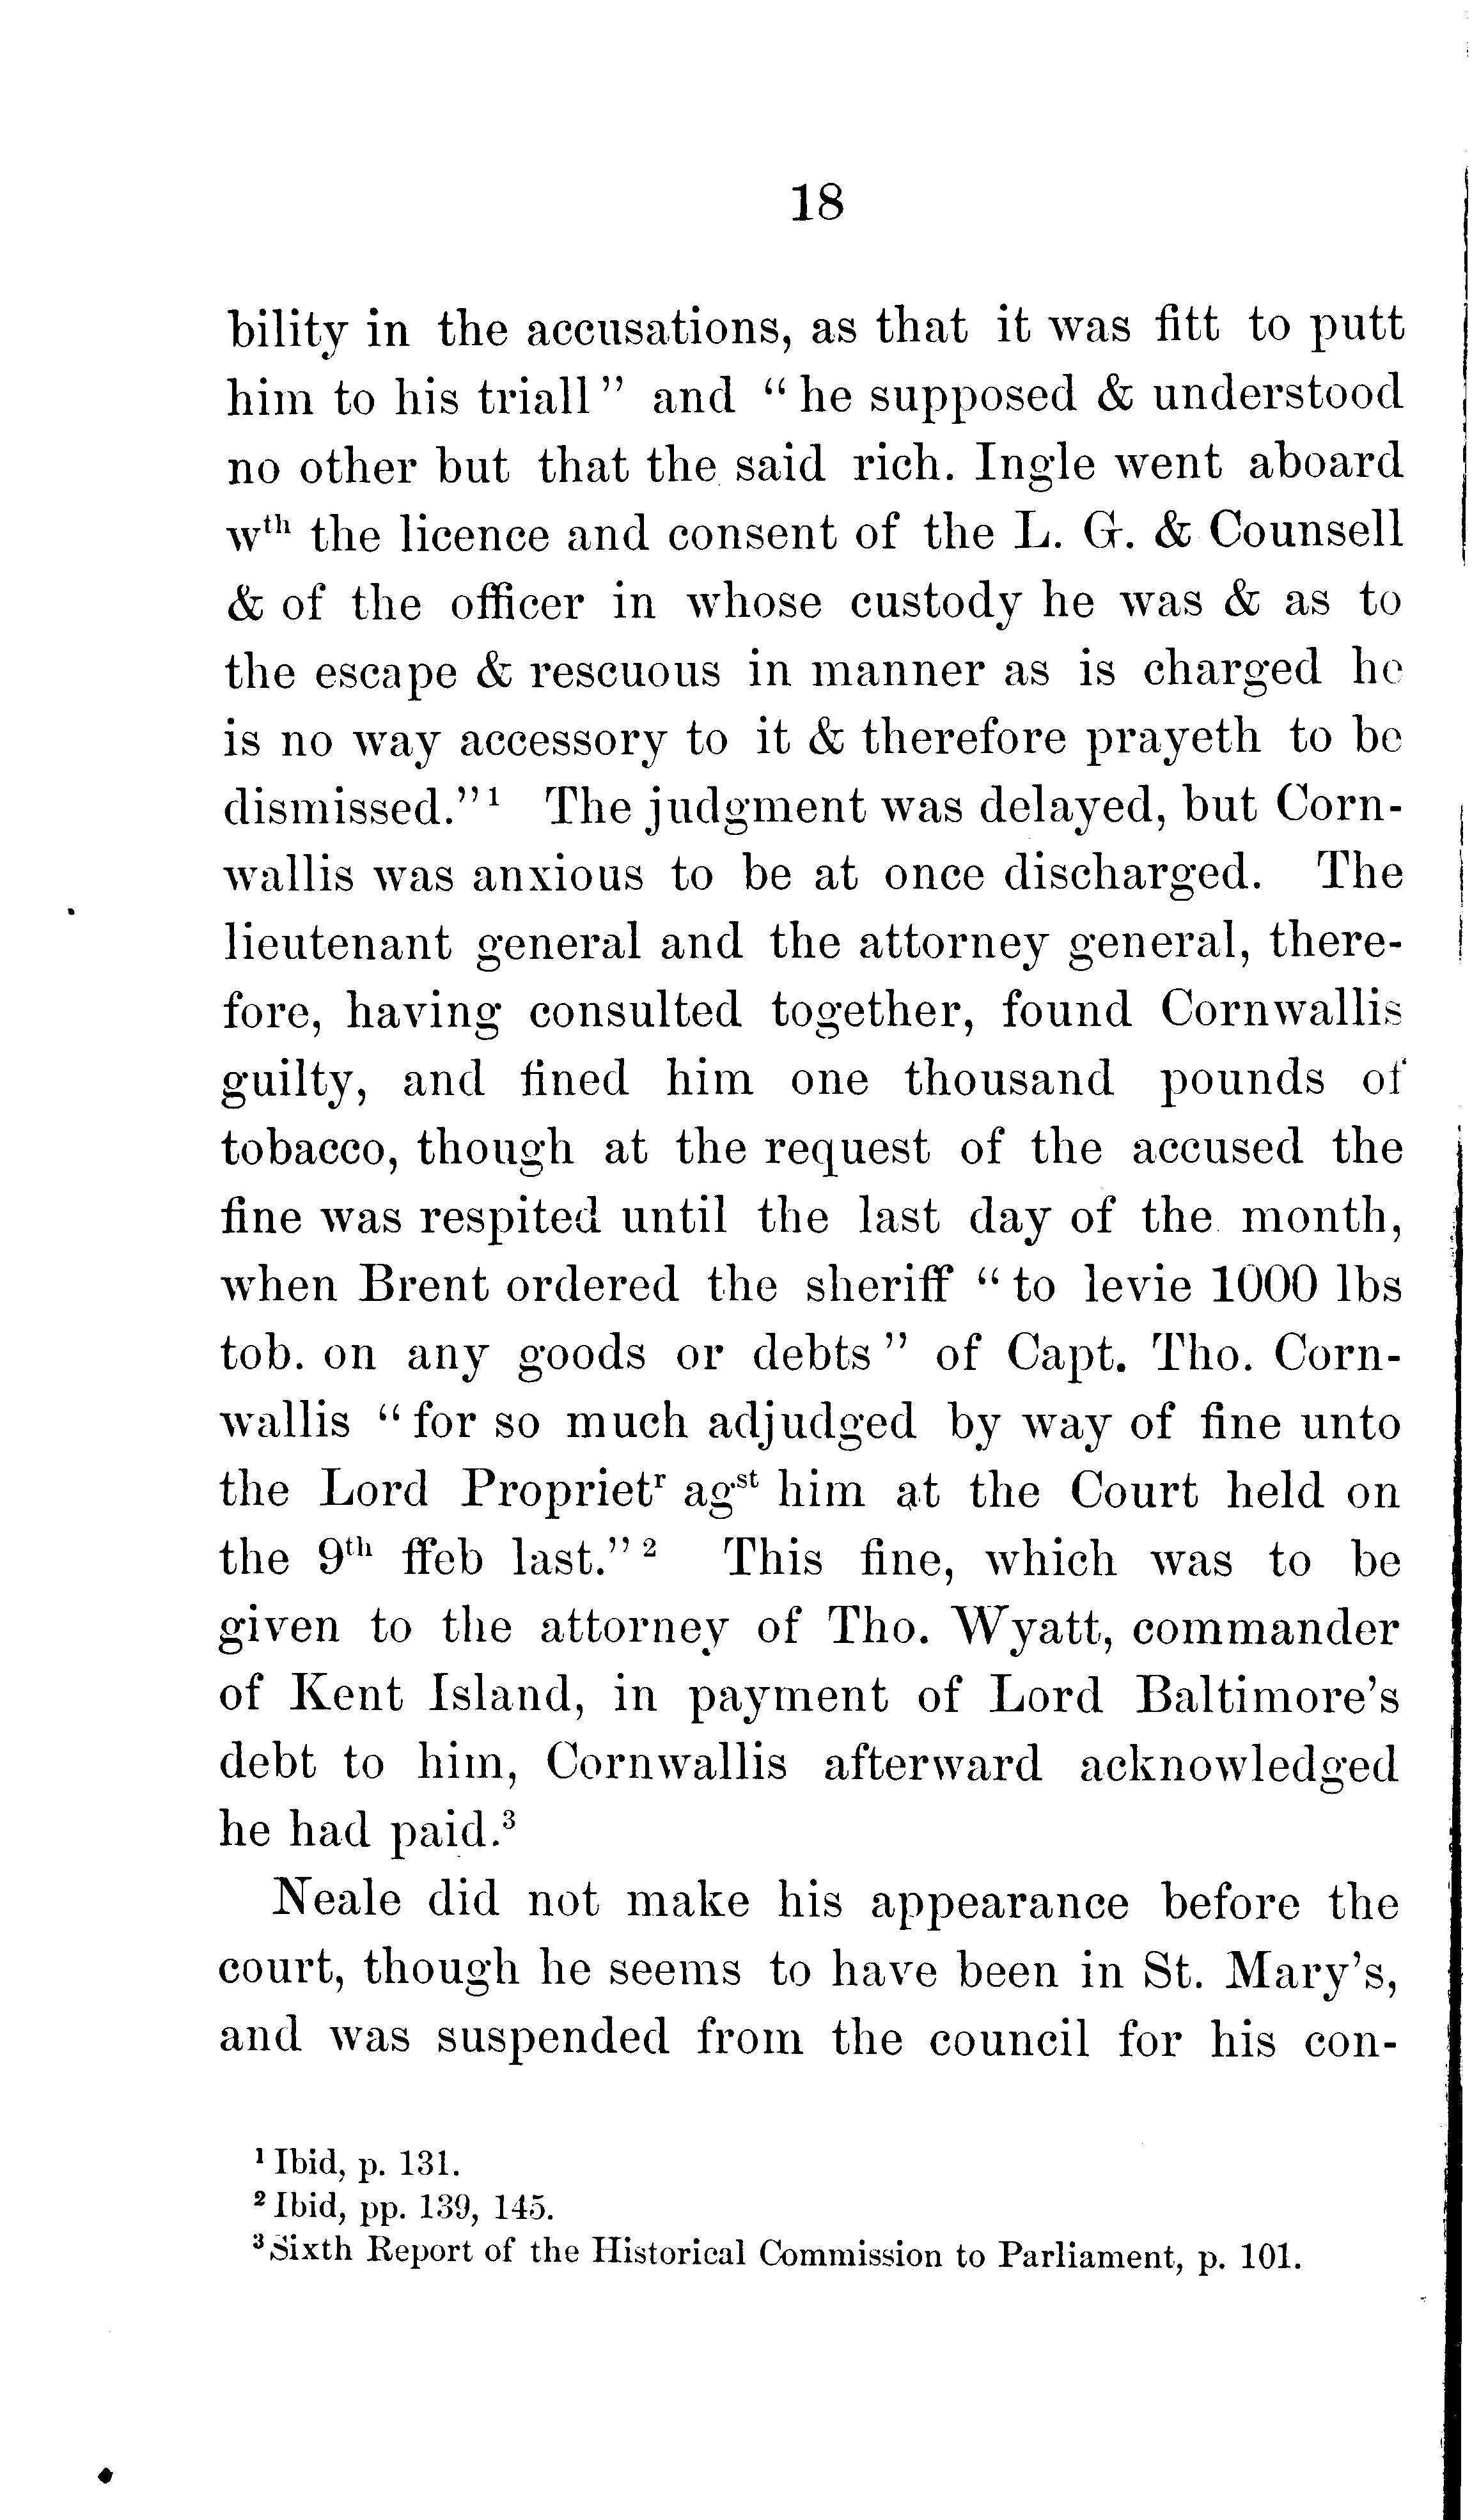 18
bility in the accusations, as that it was fitt to putt
him to his triall" and "he supposed & understood
no other but that the said rich. Ingle went aboard
wth the licence and consent of the L. G. & Counsell
& of the officer in whose custody he was & as to
the escape & rescuous in manner as is charged he
is no way accessory to it & therefore prayeth to be
dismissed."1 The judgment was delayed, but Corn-
wallis was anxious to be at once discharged. The
lieutenant general and the attorney general, there-
fore, having consulted together, found Cornwallis
guilty, and fined him one thousand pounds of
tobacco, though at the request of the accused the
fine was respited until the last day of the month,
when Brent ordered the sheriff "to levie 1000 lbs
tob. on any goods or debts" of Capt. Tho. Corn-
wallis "for so much adjudged by way of fine unto
the Lord Proprietr agst him at the Court held on
the 9th ffeb last."2 This fine, which was to be
given to the attorney of Tho. Wyatt, commander
of Kent Island, in payment of Lord Baltimore's
debt to him, Cornwallis afterward acknowledged
he had paid.3
Neale did not make his appearance before the
court, though he seems to have been in St. Mary's,
and was suspended from the council for his con-
1 Ibid, p. 131.
2 Ibid, pp. 139, 145.
3 Sixth Report of the Historical Commission to Parliament, p. 101.